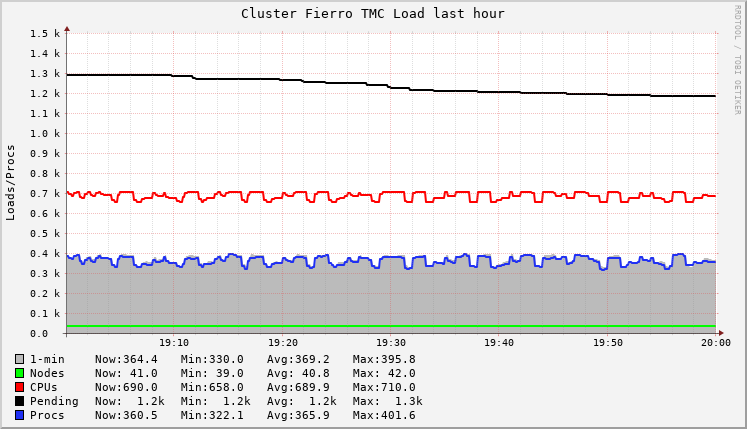 Cluster Fierro TMC Load last hour
RRDTOOL / TOBI OETIKER
Loads/Procs
1.5 k
1.4 k
1.3 k
1.2 k
1.1 k
1.0 k
0.9 k
0.8 k
0.7 k
0.6 k
0.5 k
0.4 k
0.3 k
0.2 k
0.1 k
0.0
19:10 19:20 19:30 19:40 19:50 20:00
1-min Now:364.4 Min:330.0 Avg:369.2 Max:395.8
Nodes Now: 41.0 Min: 39.0 Avg: 40.8 Max: 42.0
CPUs Now:690.0 Min:658.0 Avg:689.9 Max:710.0
Pending Now: 1.2k Min: 1.2k Avg: 1.2k Max: 1.3k
Procs Now:360.5 Min:322.1 Avg:365.9 Max:401.6